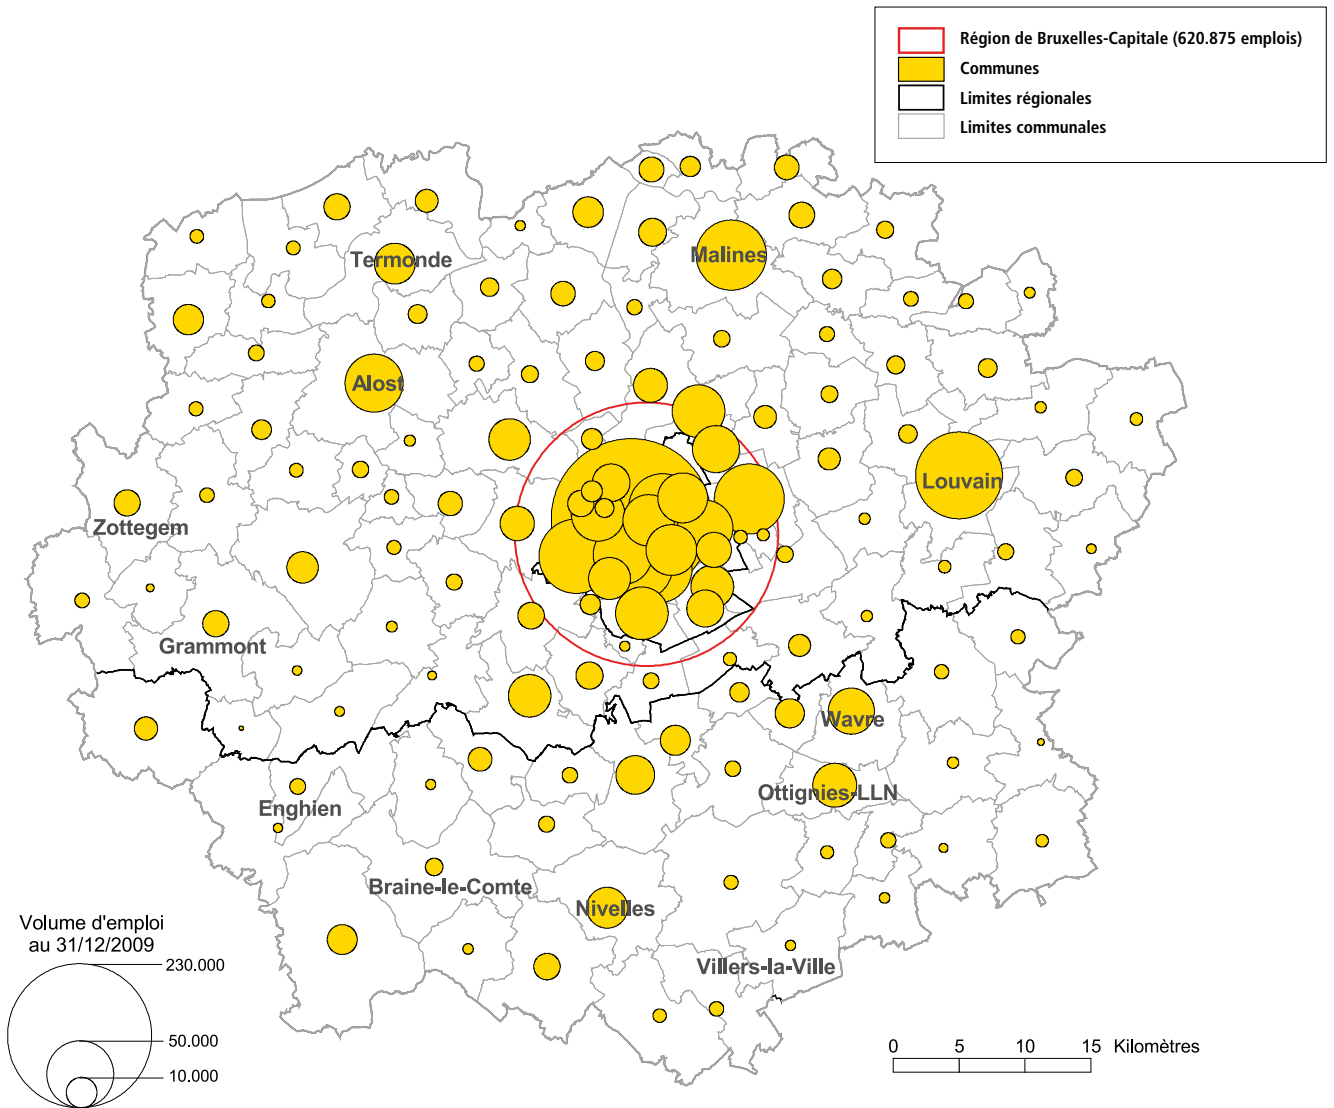 Région de Bruxelles-Capitale (620.875 emplois)
Communes
Limites régionales
Limites communales
Termonde
Malines
Alost
Louvain
Zottegem
Grammont
Wavre
Ottignies-LLN
Enghien
Braine-le-Comte
Nivelles
Villers-la-Ville
Volume d'emploi
au 31/12/2009
230.000
50.000
10.000
0 5 10 15 Kilomètres